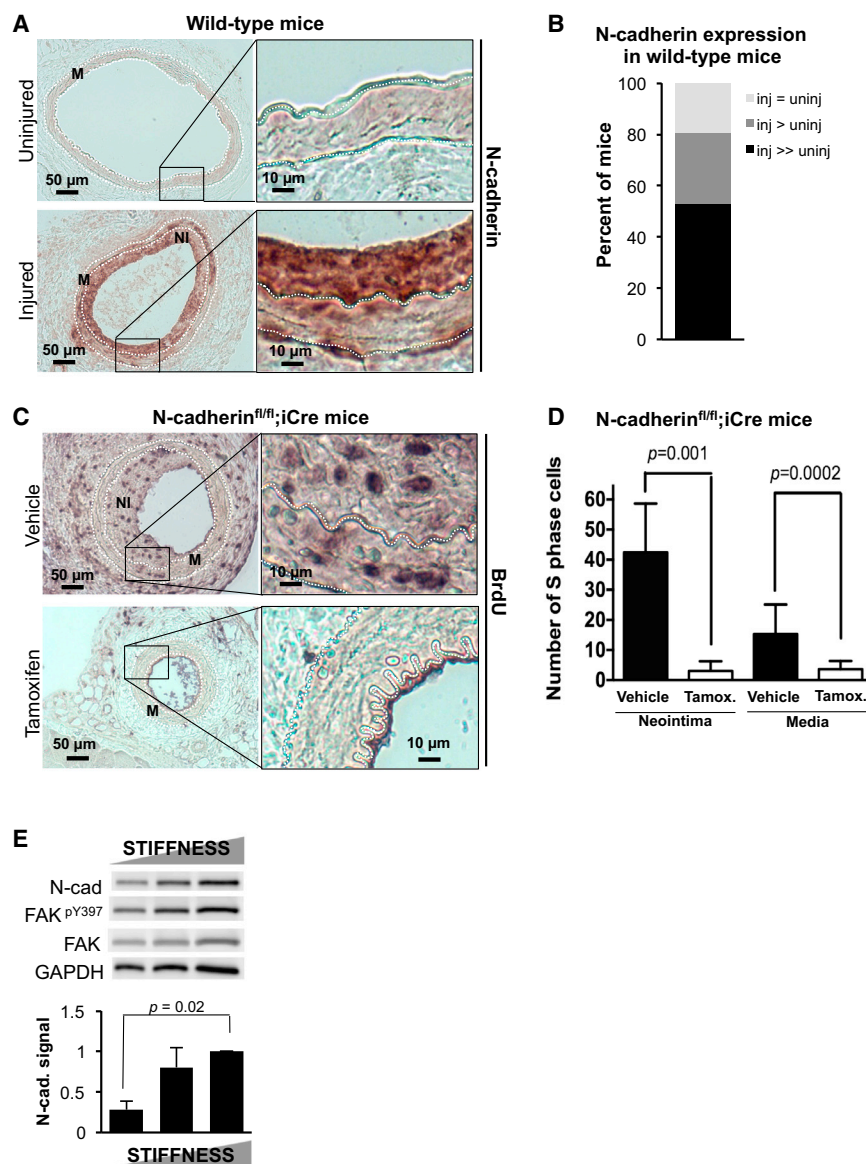 A
Wild-type mice
Uninjured
M
50 µm
10 µm
Injured
NI
M
50 µm
10 µm
N-cadherin
B
N-cadherin expression
in wild-type mice
Percent of mice
100
80
60
40
20
0
inj = uninj
inj > uninj
inj >> uninj
C
N-cadherinfl/fl;iCre mice
Vehicle
NI
M
50 µm
10 µm
Tamoxifen
M
50 µm
10 µm
BrdU
D
N-cadherinfl/fl;iCre mice
Number of S phase cells
p=0.001
p=0.0002
60
50
40
30
20
10
0
Vehicle Tamox. Vehicle Tamox.
Neointima Media
E
STIFFNESS
N-cad
FAK pY397
FAK
GAPDH
N-cad. signal
p = 0.02
1.5
1
0.5
0
STIFFNESS